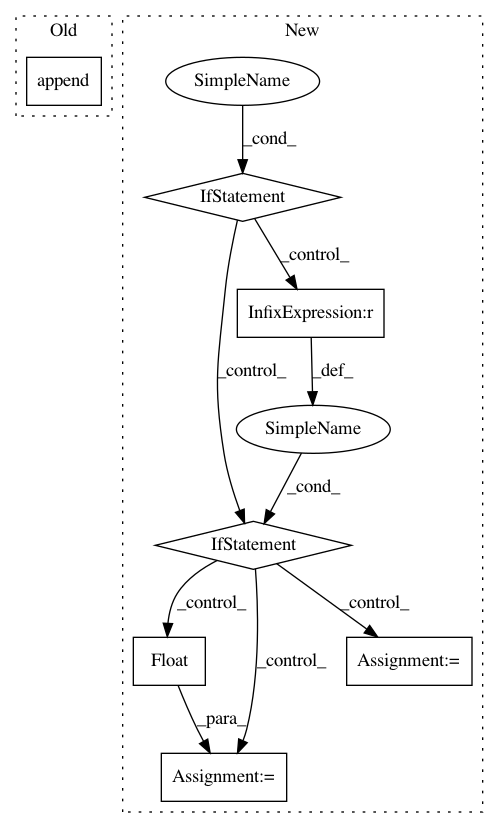 Old
New
append
SimpleName
_cond_
IfStatement
_control_
InfixExpression:r
_control_
_def_
SimpleName
_cond_
IfStatement
_control_
_control_
_control_
Float
Assignment:=
_para_
Assignment:=